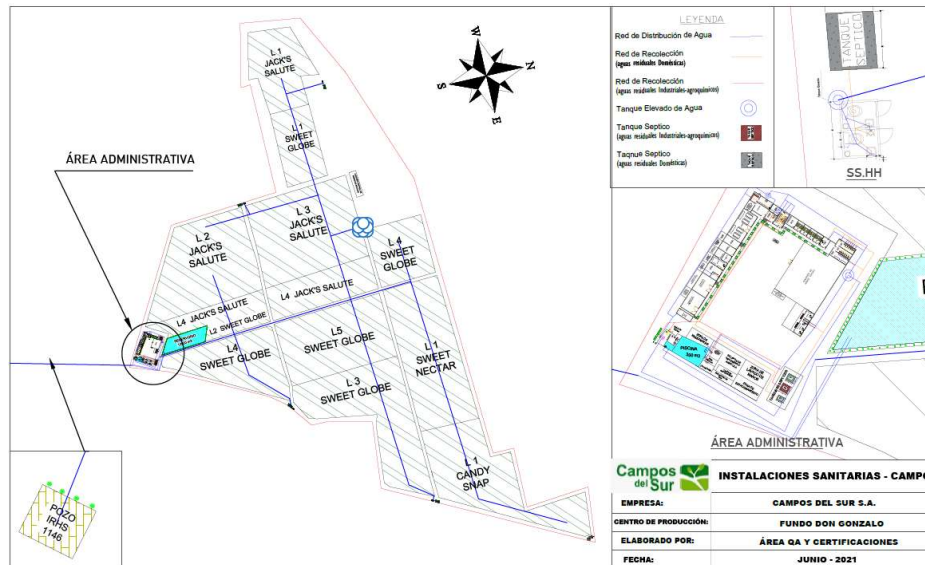 W
N
S
E
ÁREA ADMINISTRATIVA
L 1
JACK'S
SALUTE
L 1
SWEET
GLOBE
L 2
JACK'S
SALUTE
L 3
JACK'S
SALUTE
L 4
SWEET
GLOBE
L4 JACK'S SALUTE
L4 JACK'S SALUTE
L2 SWEET GLOBE
L4
SWEET GLOBE
L5
SWEET GLOBE
L 1
SWEET
NECTAR
L 3
SWEET GLOBE
L 1
CANDY
SNAP
POZO
IRHS
1146
LEYENDA
Red de Distribución de Agua
Red de Recolección
(aguas residuales Domésticas)
Red de Recolección
(aguas residuales Industriales-agroquímicos)
Tanque Elevado de Agua
Tanque Septico
(aguas residuales Industriales-agroquímicos)
Taqnue Septico
(aguas residuales Domésticas)
TANQUE
SEPTICO
SS.HH
PISCINA
ÁREA ADMINISTRATIVA
Campos
del Sur
INSTALACIONES SANITARIAS - CAMPO
EMPRESA:
CAMPOS DEL SUR S.A.
CENTRO DE PRODUCCIÓN:
FUNDO DON GONZALO
ELABORADO POR:
ÁREA QA Y CERTIFICACIONES
FECHA:
JUNIO - 2021